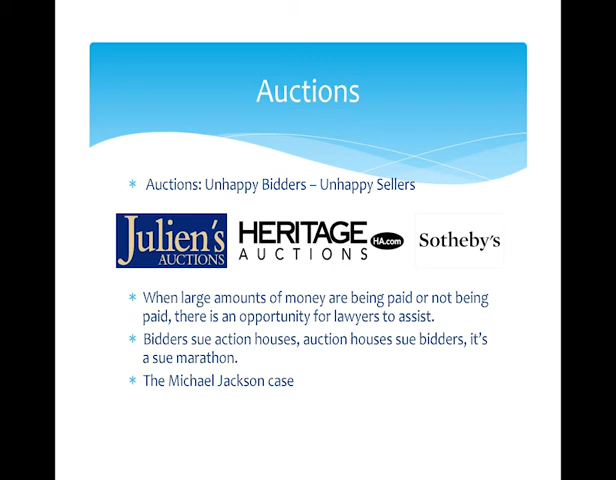 Auctions
* Auctions: Unhappy Bidders – Unhappy Sellers
Julien's
AUCTIONS
HERITAGE
HA.com
AUCTIONS
Sotheby's
* When large amounts of money are being paid or not being
paid, there is an opportunity for lawyers to assist.
* Bidders sue action houses, auction houses sue bidders, it's
a sue marathon.
* The Michael Jackson case